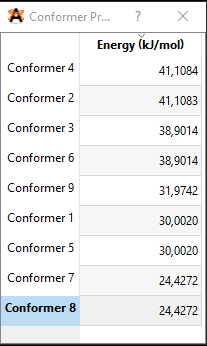 Conformer Pr...
Energy (kJ/mol)
Conformer 4 41,1084
Conformer 2 41,1083
Conformer 3 38,9014
Conformer 6 38,9014
Conformer 9 31,9742
Conformer 1 30,0020
Conformer 5 30,0020
Conformer 7 24,4272
Conformer 8 24,4272